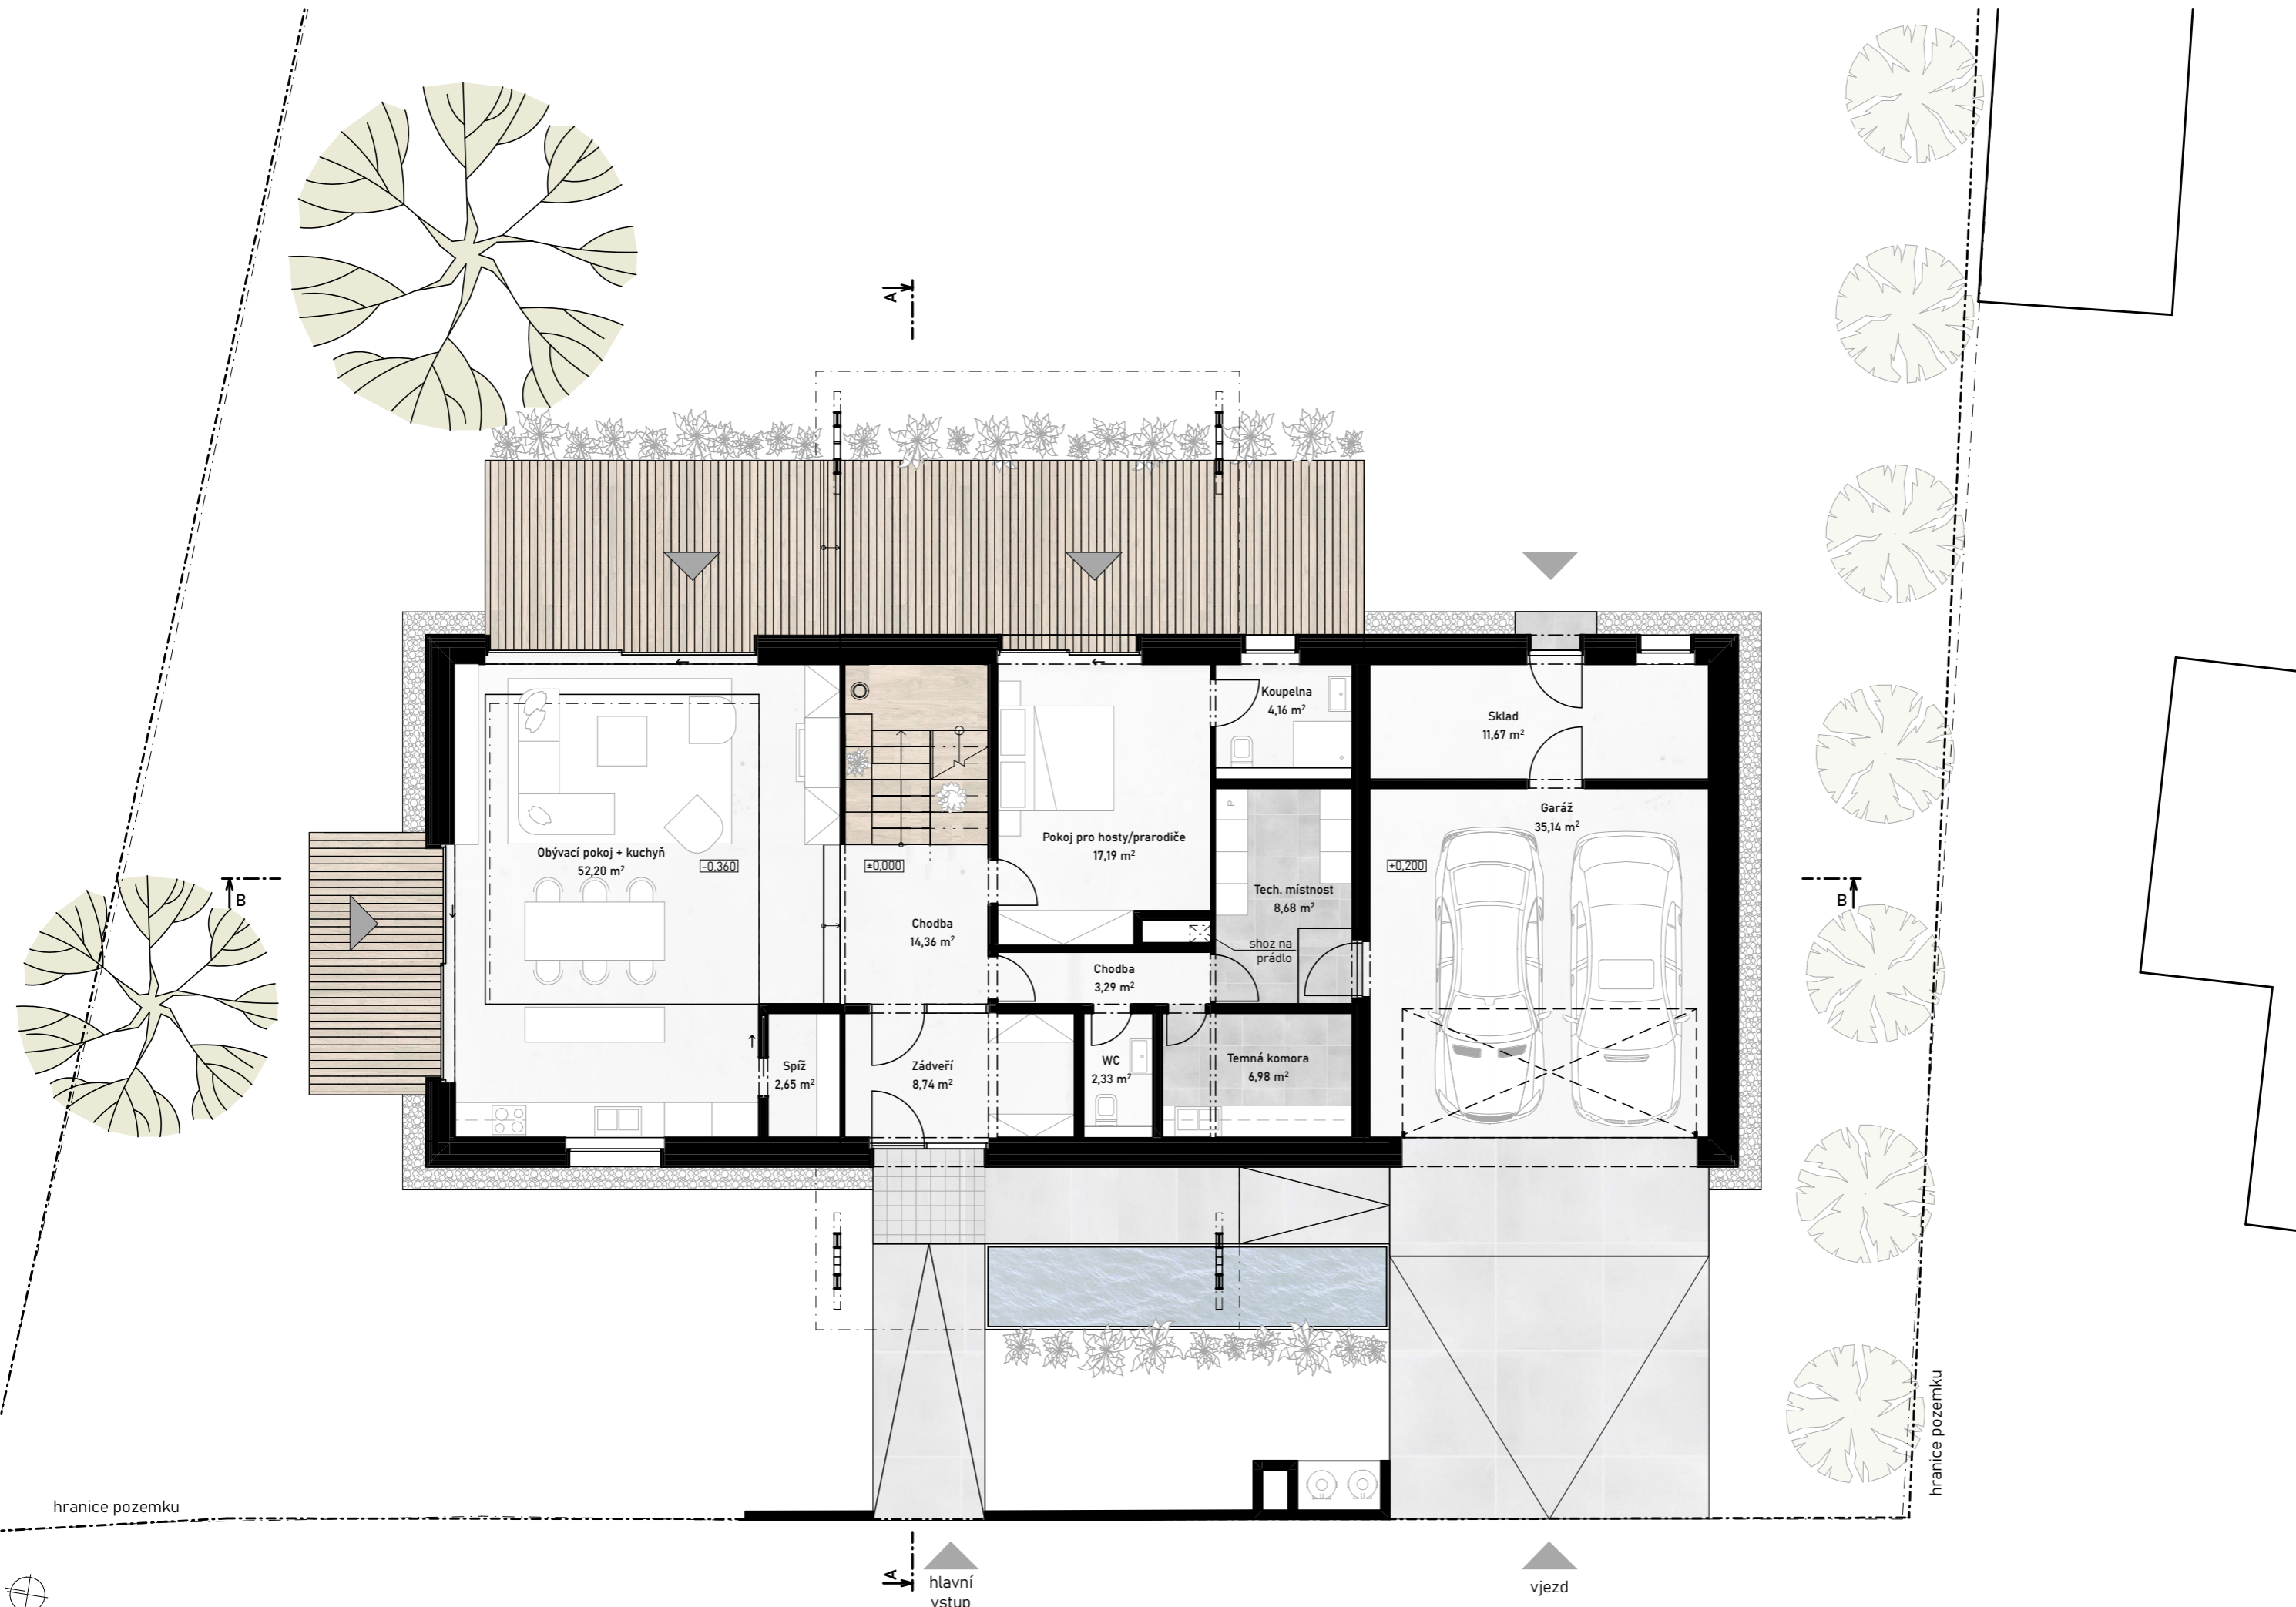 A
Koupelna
4,16 m²
Sklad
11,67 m²
P
Garáž
35,14 m²
Pokoj pro hosty/prarodiče
17,19 m²
Obývací pokoj + kuchyň
52,20 m²
-0,360
±0,000
+0,200
Tech. místnost
8,68 m²
B
B
Chodba
14,36 m²
shoz na
prádlo
Chodba
3,29 m²
Spíž
2,65 m²
Zádveří
8,74 m²
WC
2,33 m²
Temná komora
6,98 m²
hranice pozemku
hranice pozemku
A
hlavní
vstup
vjezd